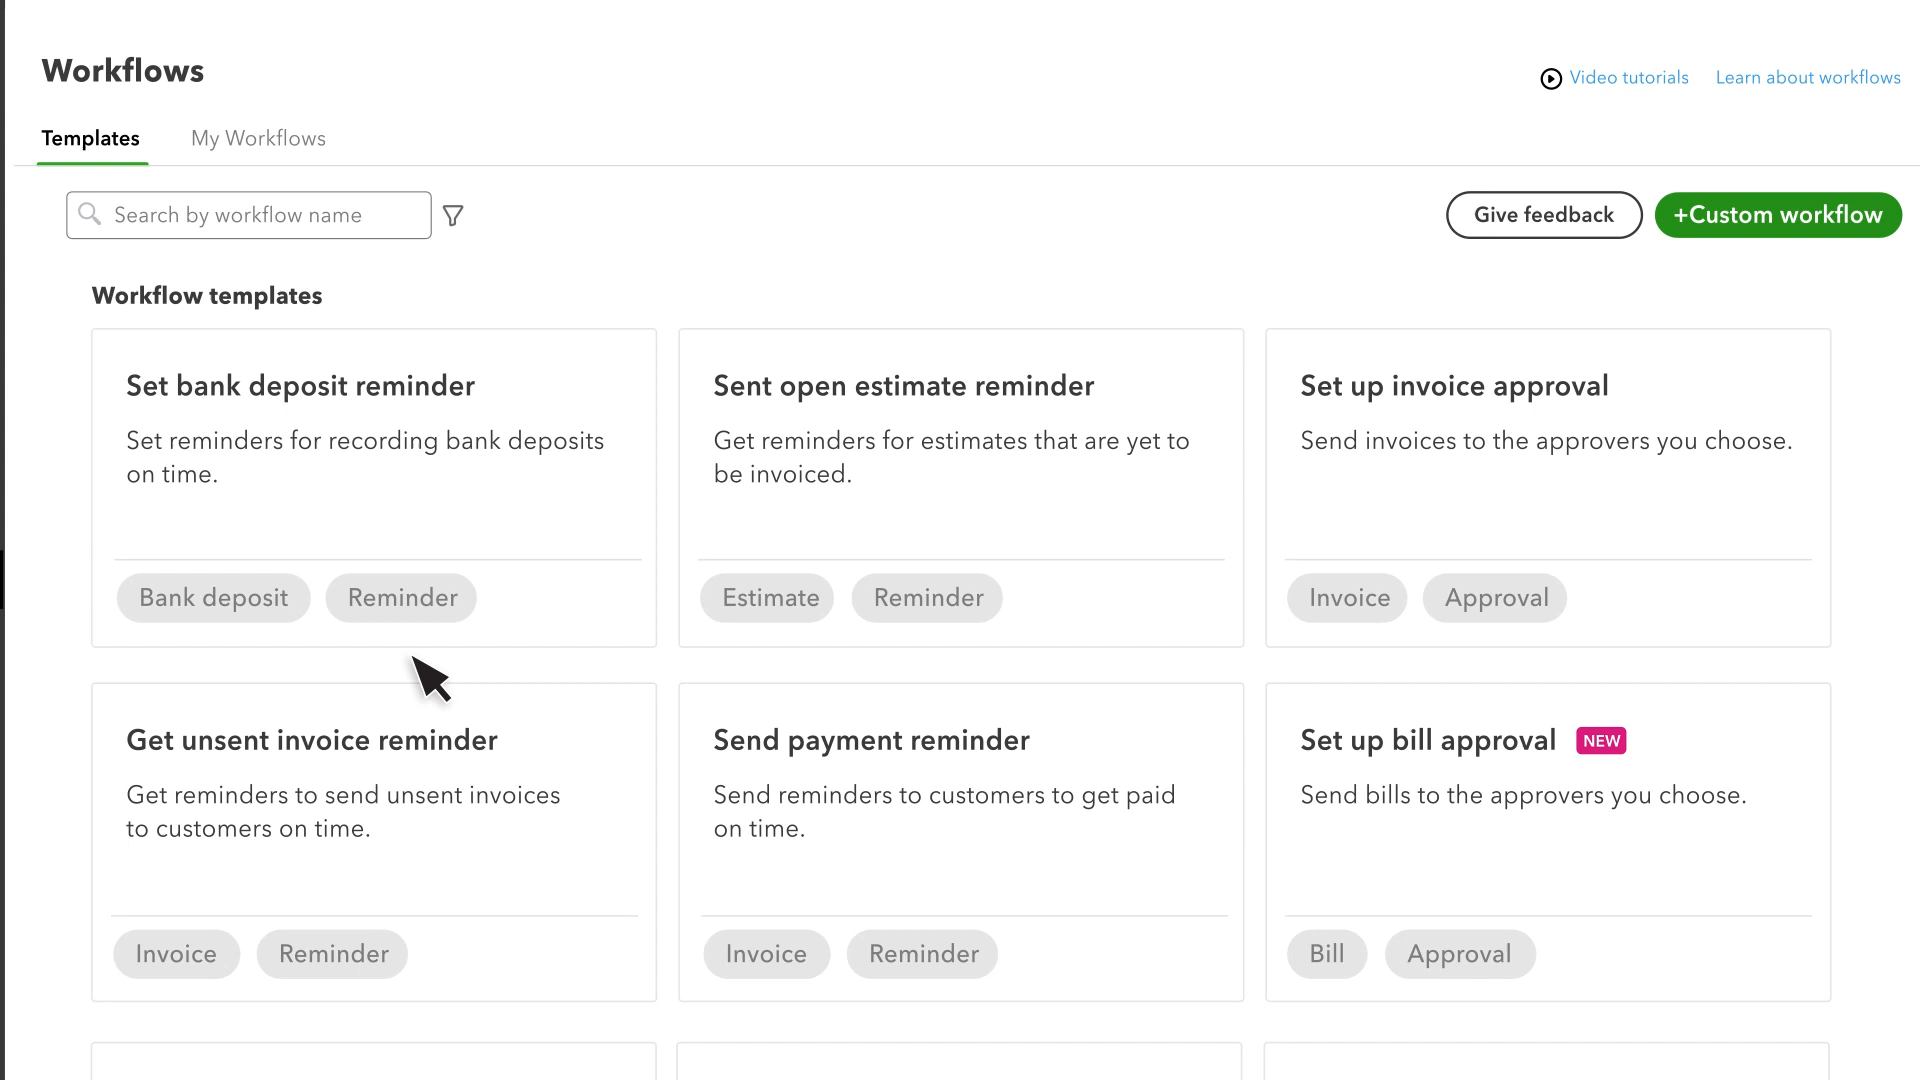 Workflows
Video tutorials
Learn about workflows
Templates
My Workflows
Search by workflow name
Give feedback
+Custom workflow
Workflow templates
Set bank deposit reminder
Set reminders for recording bank deposits
on time.
Bank deposit
Reminder
Sent open estimate reminder
Get reminders for estimates that are yet to
be invoiced.
Estimate
Reminder
Set up invoice approval
Send invoices to the approvers you choose.
Invoice
Approval
Get unsent invoice reminder
Get reminders to send unsent invoices
to customers on time.
Invoice
Reminder
Send payment reminder
Send reminders to customers to get paid
on time.
Invoice
Reminder
Set up bill approval NEW
Send bills to the approvers you choose.
Bill
Approval